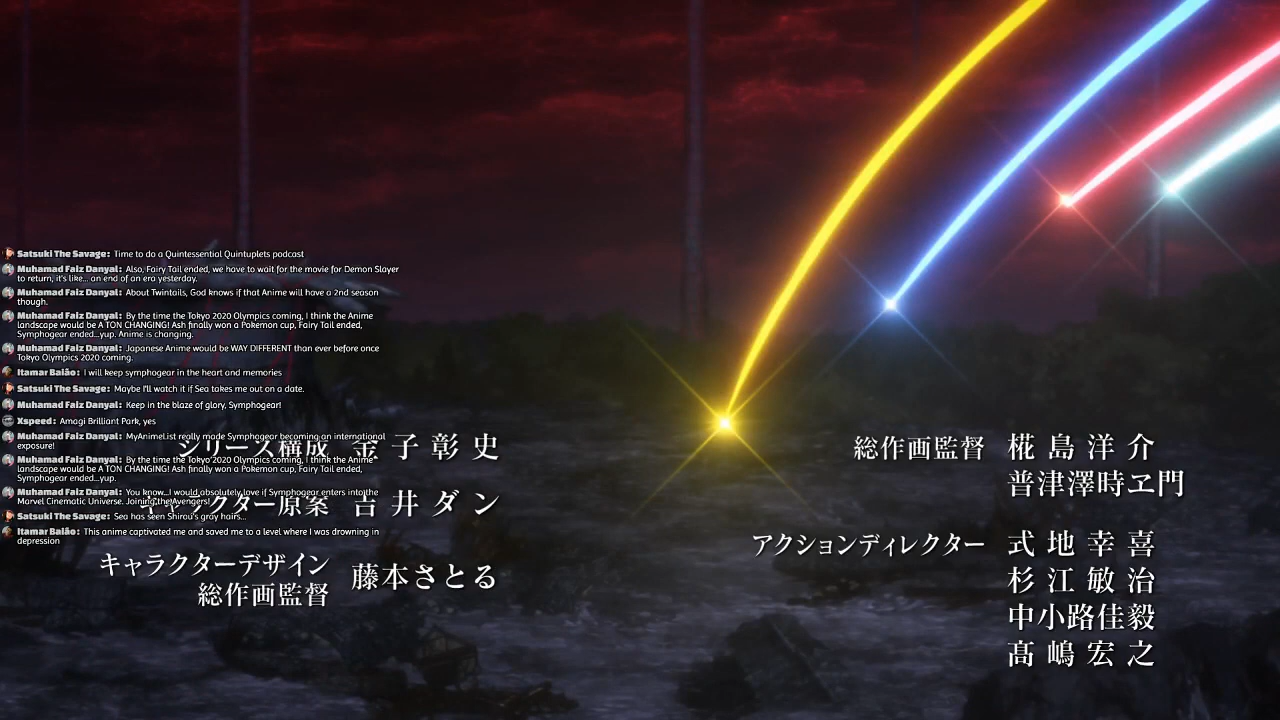 Satsuki The Savage: Time to do a Quintessential Quintuplets podcast
Muhamad Faiz Danyal: Also, Fairy Tail ended, we have to wait for the movie for Demon Slayer
to return, it's like... an end of an era yesterday.
Muhamad Faiz Danyal: About Twintails, God knows if that Anime will have a 2nd season
though.
Muhamad Faiz Danyal: By the time the Tokyo 2020 Olympics coming, I think the Anime
landscape would be A TON CHANGING! Ash finally won a Pokemon cup, Fairy Tail ended,
Symphogear ended...yup. Anime is changing.
Muhamad Faiz Danyal: Japanese Anime would be WAY DIFFERENT than ever before once
Tokyo Olympics 2020 coming.
Itamar Baião: I will keep symphogear in the heart and memories
Satsuki The Savage: Maybe I'll watch it if Sea takes me out on a date.
Muhamad Faiz Danyal: Keep in the blaze of glory, Symphogear!
Xspeed: Amagi Brilliant Park, yes
Muhamad Faiz Danyal: MyAnimeList really made Symphogear becoming an international
exposure!
Muhamad Faiz Danyal: By the time the Tokyo 2020 Olympics coming, I think the Anime
landscape would be A TON CHANGING! Ash finally won a Pokemon cup, Fairy Tail ended,
Symphogear ended...yup.
Muhamad Faiz Danyal: You know...I would absolutely love if Symphogear enters into the
Marvel Cinematic Universe. Joining the Avengers!
Satsuki The Savage: Sea has seen Shirou's gray hairs...
Itamar Baião: This anime captivated me and saved me to a level where I was drowning in
depression
シリーズ構成 金子彰史
キャラクター原案 吉井ダン
キャラクターデザイン
総作画監督 藤本さとる
総作画監督 椛島洋介
普津澤時ヱ門
アクションディレクター 式地幸喜
杉江敏治
中小路佳毅
髙嶋宏之